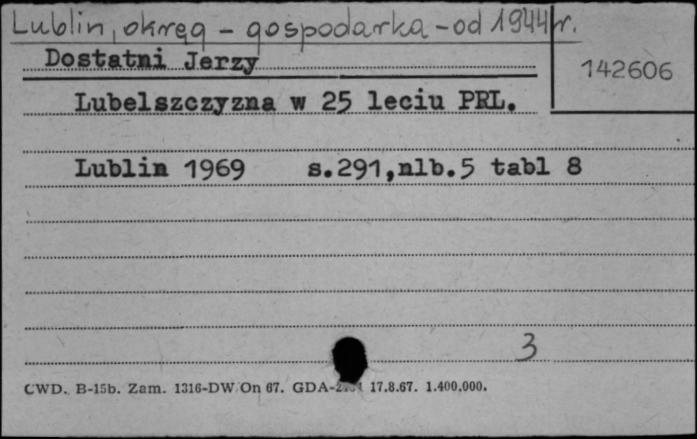 Lublin, okręg - gospodarka - od 1944 r.
Dostatni Jerzy
142606
Lubelszczyzna w 25 leciu PRL.
Lublin 1969 s.291,nlb.5 tabl 8
3
CWD. B-15b. Zam. 1316-DW On 67. GDA- 17.8.67. 1.400.000.